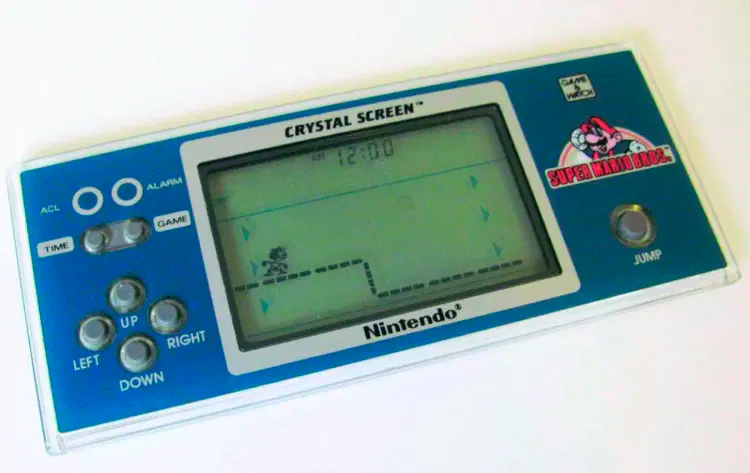 CRYSTAL SCREEN™
GAME
&
WATCH
AM 12:00
SUPER MARIO BROS.™
ACL
ALARM
TIME
GAME
JUMP
UP
LEFT
RIGHT
DOWN
Nintendo®